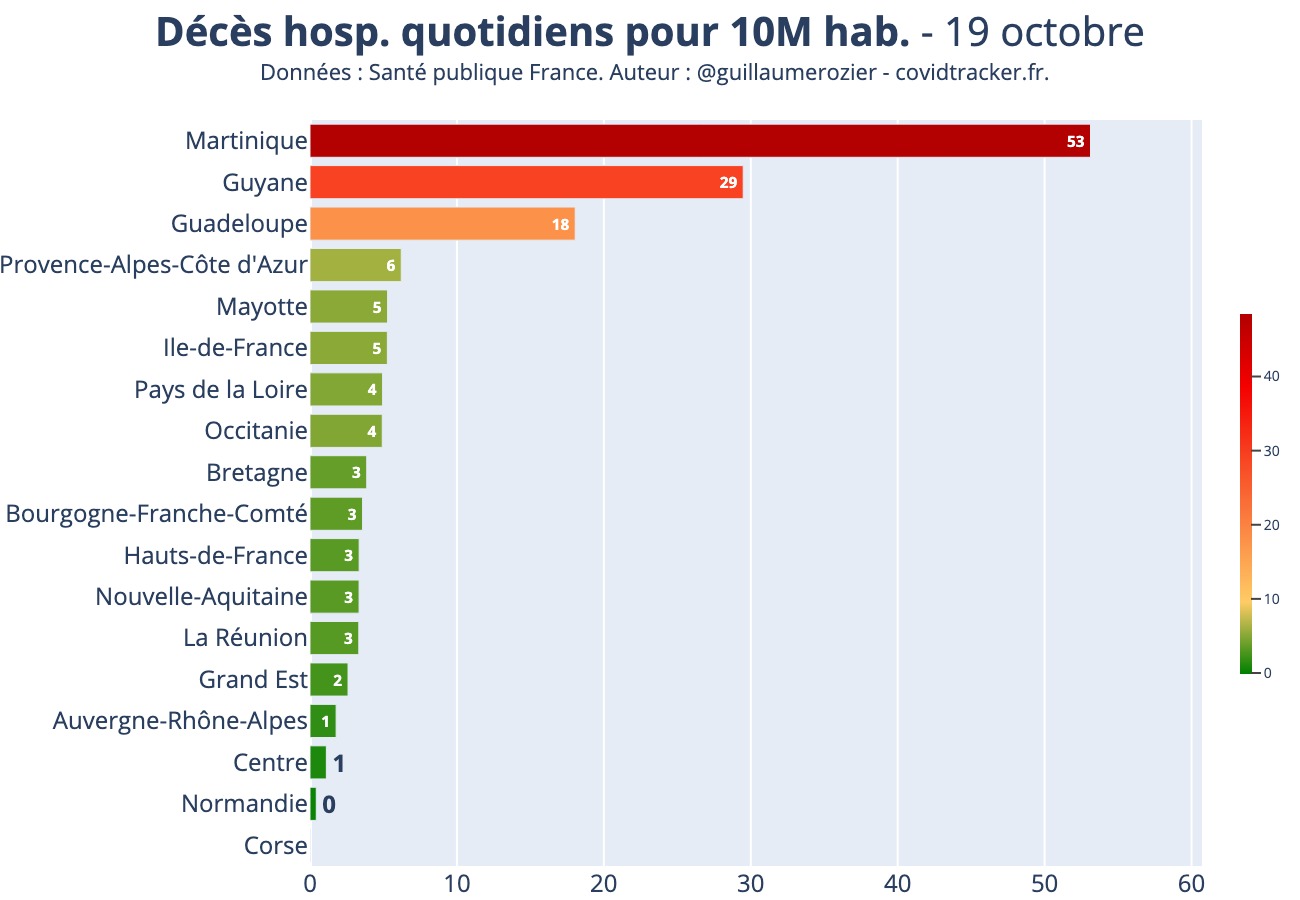 Décès hosp. quotidiens pour 10M hab. - 19 octobre
Données : Santé publique France. Auteur : @guillaumerozier - covidtracker.fr.
Martinique 53
Guyane 29
Guadeloupe 18
Provence-Alpes-Côte d'Azur 6
Mayotte 5
Ile-de-France 5
Pays de la Loire 4
Occitanie 4
Bretagne 3
Bourgogne-Franche-Comté 3
Hauts-de-France 3
Nouvelle-Aquitaine 3
La Réunion 3
Grand Est 2
Auvergne-Rhône-Alpes 1
Centre 1
Normandie 0
Corse
0 10 20 30 40 50 60
40
30
20
10
0